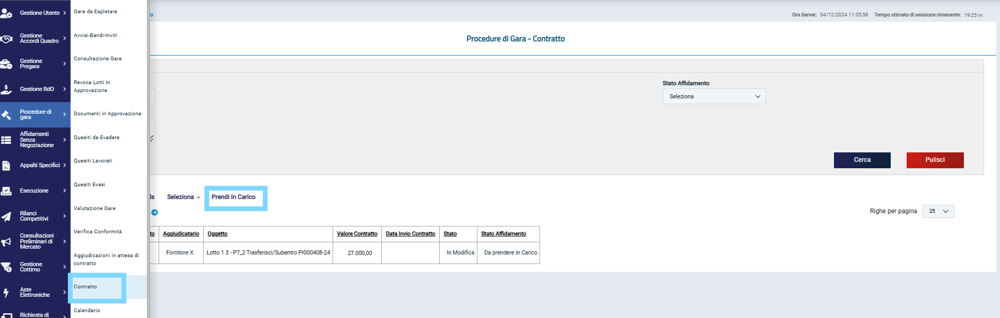 Gestione Utente
Gestione
Accordi Quadro
Gestione
Pregara
Gestione RdO
Procedure di
gara
Affidamenti
Senza
Negoziazione
Appalti Specifici
Esecuzione
Rilanci
Competitivi
Consultazioni
Preliminari di
Mercato
Gestione
Cottimo
Aste
Elettroniche
Richiesta di
Gare da Espletare
Avvisi-Bandi-Inviti
Consultazione Gare
Revoca Lotti In
Approvazione
Documenti in Approvazione
Quesiti da Evadere
Quesiti Lavorati
Quesiti Evasi
Valutazione Gare
Verifica Conformità
Aggiudicazioni in attesa di
contratto
Contratto
Calendario
o
Ora Server: 04/12/2024 11:35:58 Tempo stimato di sessione rimanente: 19:25 m
Procedure di Gara - Contratto
Stato Affidamento
Seleziona
Cerca Pulisci
ls Seleziona Prendi In Carico
Righe per pagina 25
to Aggiudicatario Oggetto Valore Contratto Data Invio Contratto Stato Stato Affidamento
Fornitore X Lotto 1 3 - P7_2 Trasferisci/Subentro PI000408-24 27.000,00 In Modifica Da prendere in Carico